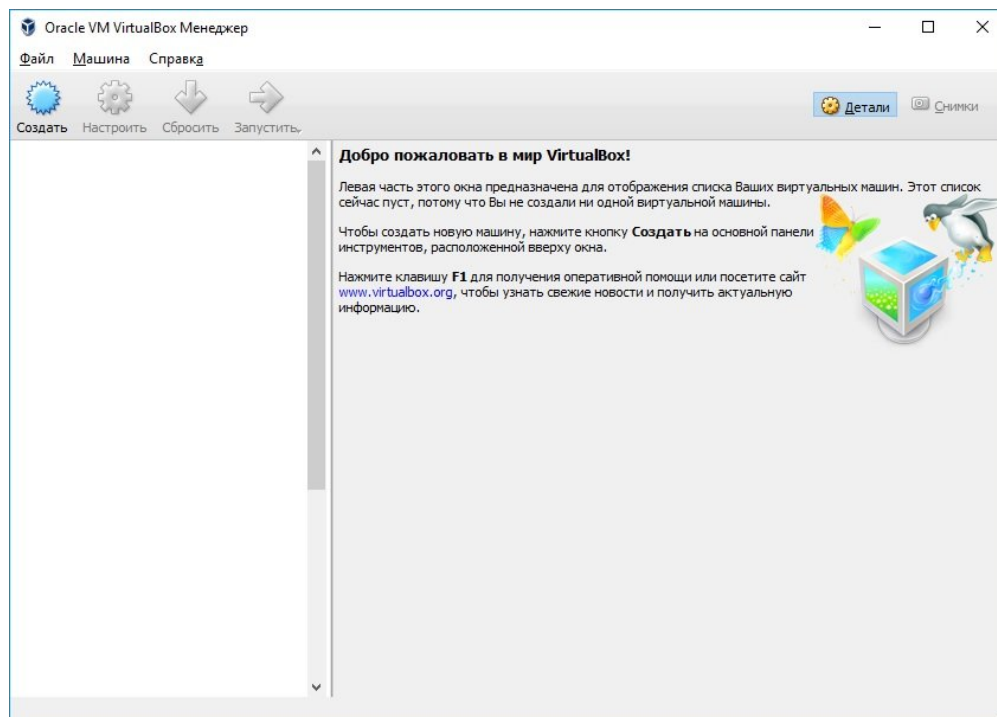 Oracle VM VirtualBox Менеджер
Файл Машина Справка
Создать Настроить Сбросить Запустить
Детали Снимки
Добро пожаловать в мир VirtualBox!
Левая часть этого окна предназначена для отображения списка Ваших виртуальных машин. Этот список
сейчас пуст, потому что Вы не создали ни одной виртуальной машины.
Чтобы создать новую машину, нажмите кнопку Создать на основной панели
инструментов, расположенной вверху окна.
Нажмите клавишу F1 для получения оперативной помощи или посетите сайт
www.virtualbox.org, чтобы узнать свежие новости и получить актуальную
информацию.